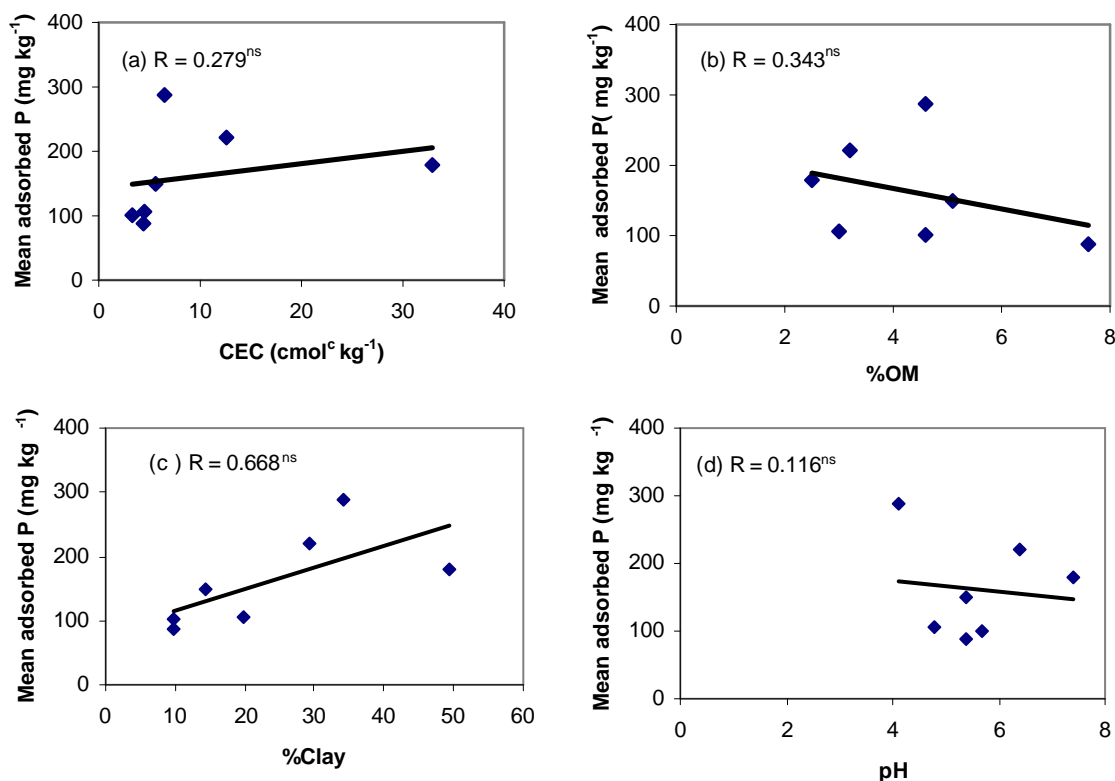 (a) R = 0.279ns
Mean adsorbed P (mg kg-1)
400
300
200
100
0
0 10 20 30 40
CEC (cmolc kg-1)
(b) R = 0.343ns
Mean adsorbed P( mg kg-1)
400
300
200
100
0
0 2 4 6 8
%OM
(c ) R = 0.668ns
Mean adsorbed P (mg kg -1)
400
300
200
100
0
0 10 20 30 40 50 60
%Clay
(d) R = 0.116ns
Mean adsorbed P (mg kg -1)
400
300
200
100
0
0 2 4 6 8
pH